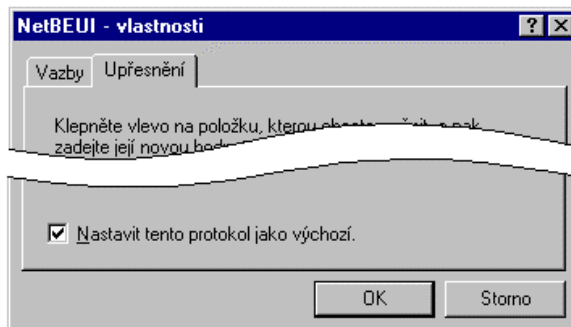 NetBEUI - vlastnosti
Vazby Upřesnění
Klepněte vlevo na položku, kterou
zadejte její novou
Nastavit tento protokol jako výchozí.
OK Storno